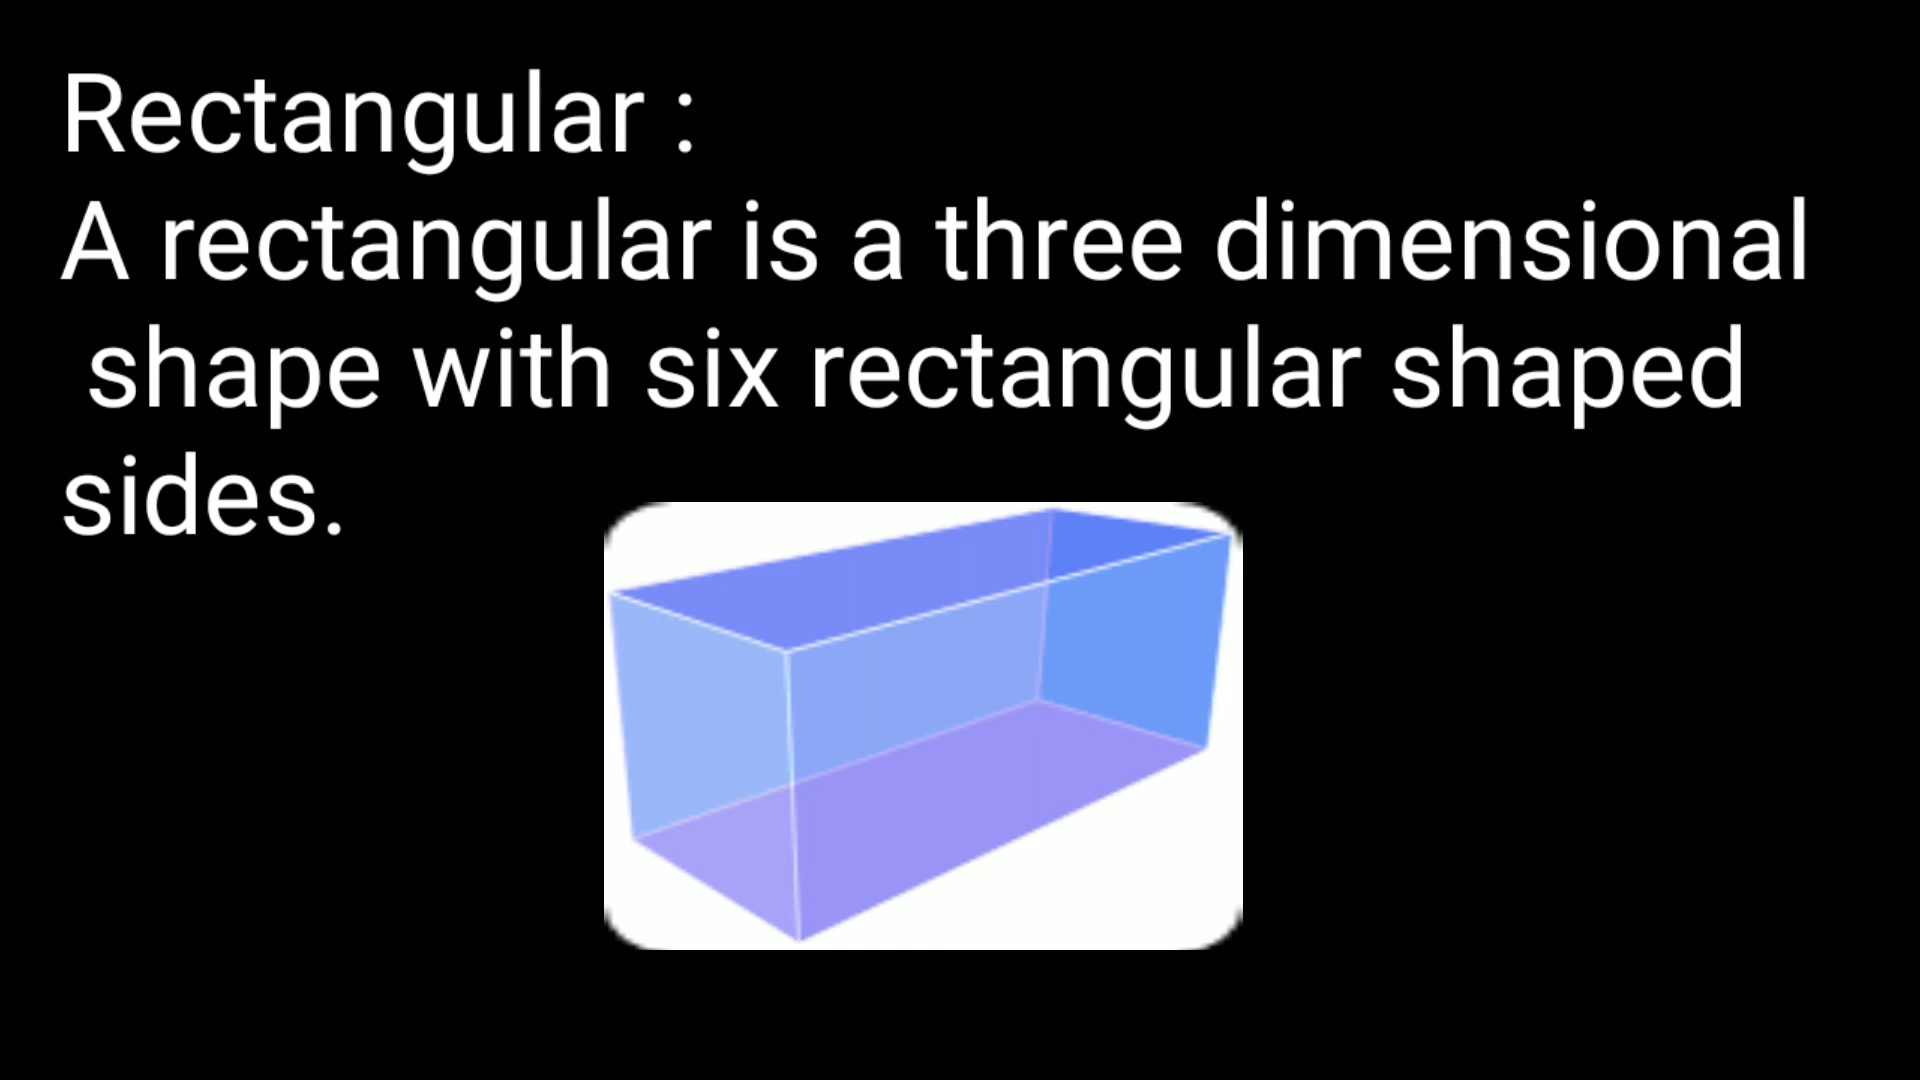 Rectangular :
A rectangular is a three dimensional
shape with six rectangular shaped
sides.